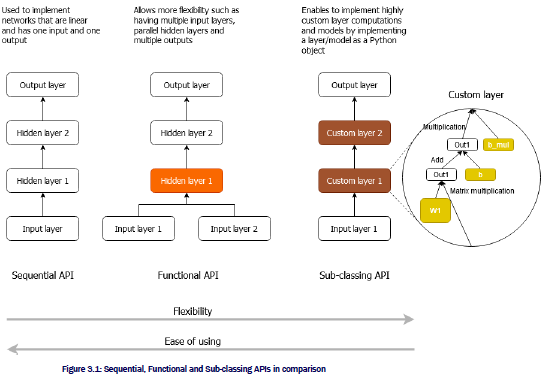 Used to implement
networks that are linear
and has one input and one
output
Allows more flexibility such as
having multiple input layers,
parallel hidden layers and
multiple outputs
Enables to implement highly
custom layer computations
and models by implementing
a layer/model as a Python
object
Output layer
Hidden layer 2
Hidden layer 1
Input layer
Sequential API
Output layer
Hidden layer 2
Hidden layer 1
Input layer 1
Input layer 2
Functional API
Output layer
Custom layer 2
Custom layer 1
Input layer 1
Sub-classing API
Custom layer
Multiplication
Out1
b_mul
Add
Out1
b
Matrix multiplication
W1
Flexibility
Ease of using
Figure 3.1: Sequential, Functional and Sub-classing APIs in comparison